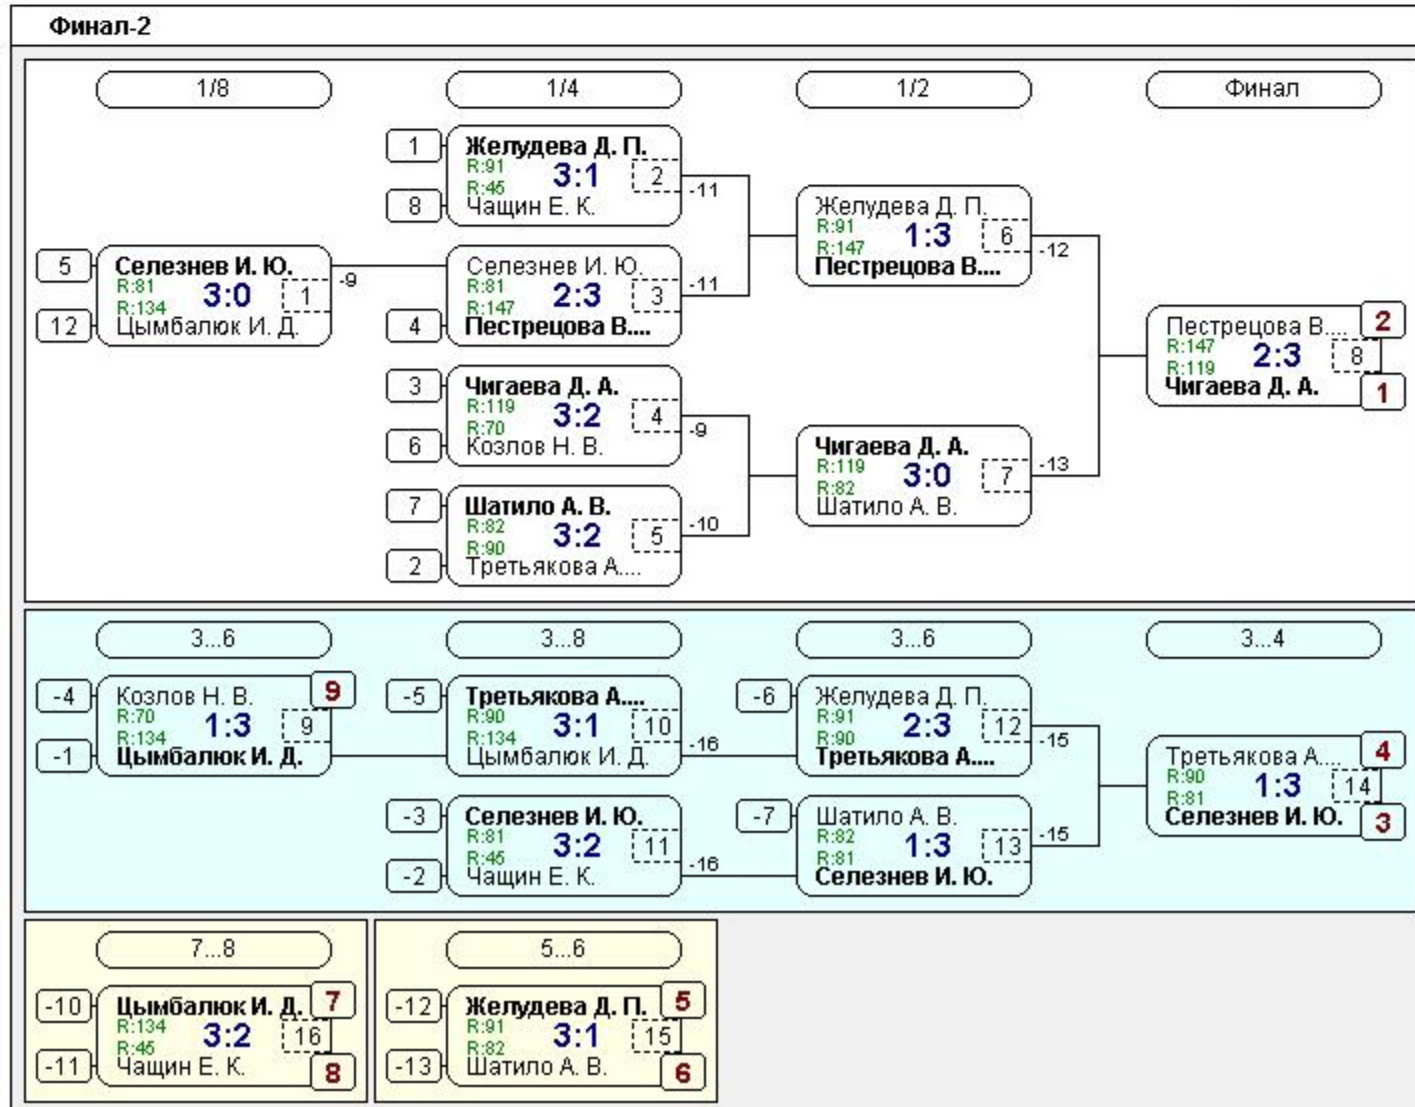 Финал-2
1/8
1/4
1/2
Финал
1
Желудева Д. П.
R:91
R:45
3:1
2
-11
8
Чащин Е. К.
5
Селезнев И. Ю.
R:81
R:134
3:0
1
-9
12
Цымбалюк И. Д.
Селезнев И. Ю.
R:81
R:147
2:3
3
-11
4
Пестрецова В....
3
Чигаева Д. А.
R:119
R:70
3:2
4
-9
6
Козлов Н. В.
7
Шатило А. В.
R:82
R:90
3:2
5
-10
2
Третьякова А....
Желудева Д. П.
R:91
R:147
1:3
6
-12
Пестрецова В....
Чигаева Д. А.
R:119
R:82
3:0
7
-13
Шатило А. В.
Пестрецова В....
2
R:147
R:119
2:3
8
Чигаева Д. А.
1
3...6
3...8
3...6
3...4
-4
Козлов Н. В.
9
R:70
R:134
1:3
9
-1
Цымбалюк И. Д.
-5
Третьякова А....
R:90
R:134
3:1
10
-16
Цымбалюк И. Д.
-3
Селезнев И. Ю.
R:81
R:45
3:2
11
-16
-2
Чащин Е. К.
-6
Желудева Д. П.
R:91
R:90
2:3
12
-15
Третьякова А....
-7
Шатило А. В.
R:82
R:81
1:3
13
-15
Селезнев И. Ю.
Третьякова А....
4
R:90
R:81
1:3
14
Селезнев И. Ю.
3
7...8
-10
Цымбалюк И. Д.
7
R:134
R:45
3:2
16
-11
Чащин Е. К.
8
5...6
-12
Желудева Д. П.
5
R:91
R:82
3:1
15
-13
Шатило А. В.
6